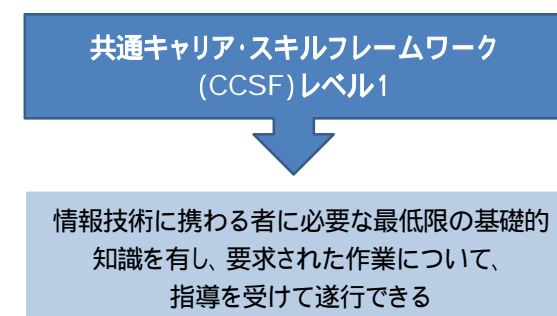 共通キャリア･スキルフレームワーク
(CCSF)レベル1
情報技術に携わる者に必要な最低限の基礎的
知識を有し、要求された作業について、
指導を受けて遂行できる